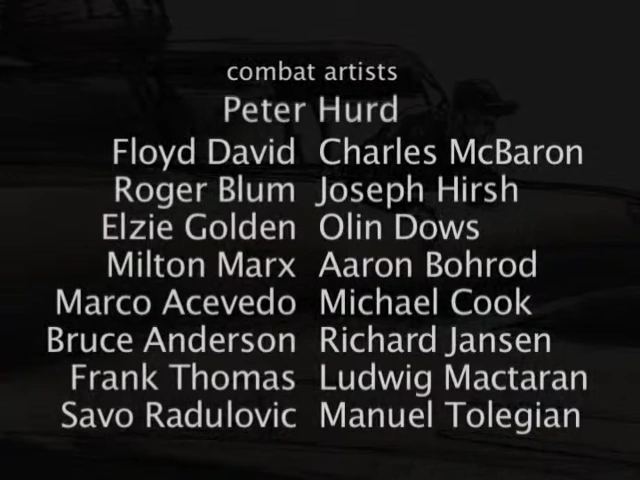 combat artists
Peter Hurd
Floyd David Charles McBaron
Roger Blum Joseph Hirsh
Elzie Golden Olin Dows
Milton Marx Aaron Bohrod
Marco Acevedo Michael Cook
Bruce Anderson Richard Jansen
Frank Thomas Ludwig Mactaran
Savo Radulovic Manuel Tolegian